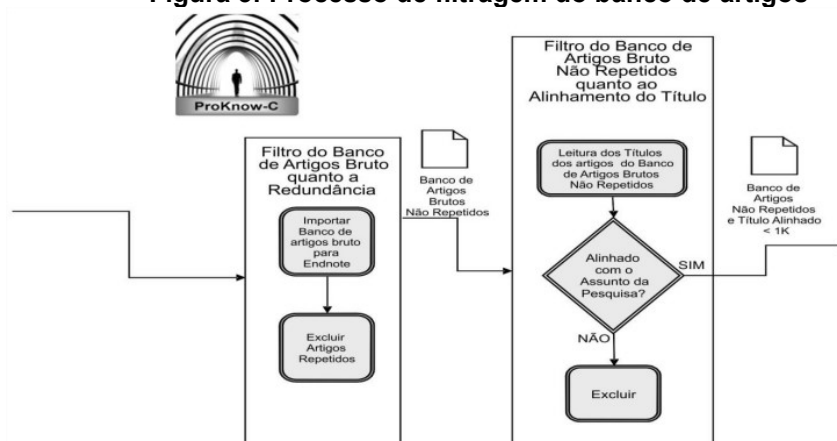 Figura 3. Processo de filtragem do banco de artigos
ProKnow-C
Filtro do Banco
de Artigos Bruto
quanto a
Redundância
Importar
Banco de
artigos bruto
para
Endnote
Excluir
Artigos
Repetidos
Banco de
Artigos
Brutos
Não Repetidos
Filtro do Banco de
Artigos Bruto
Não Repetidos
quanto ao
Alinhamento do Título
Leitura dos Títulos
dos artigos do Banco
de Artigos Brutos
Não Repetidos
Alinhado
com o
Assunto da
Pesquisa?
SIM
NÃO
Excluir
Banco de
Artigos
Não Repetidos
e Título Alinhado
< 1K